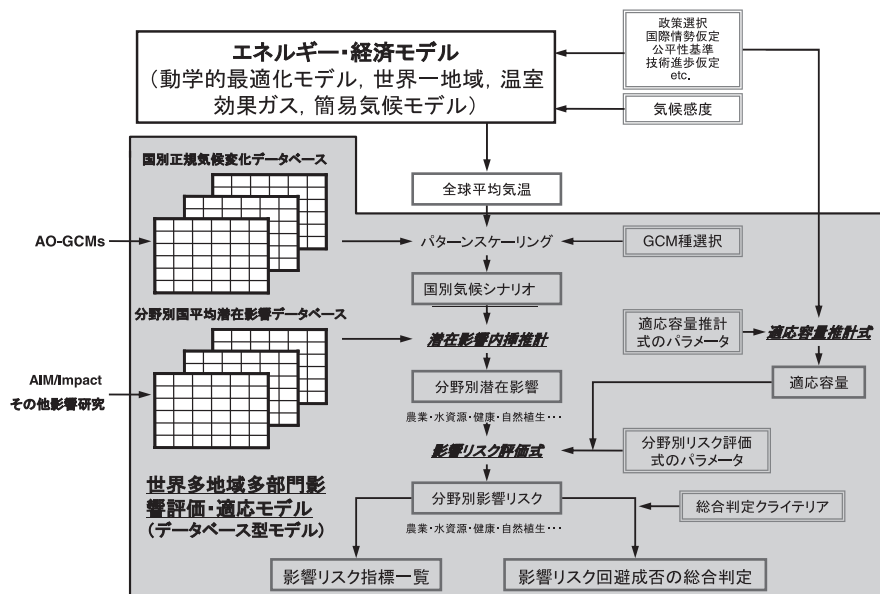 政策選択
国際情勢仮定
公平性基準
技術進歩仮定
etc.
エネルギー・経済モデル
（動学的最適化モデル，世界一地域，温室
効果ガス，簡易気候モデル）
気候感度
国別正規気候変化データベース
全球平均気温
AO-GCMs
パターンスケーリング
GCM種選択
国別気候シナリオ
分野別国平均潜在影響データベース
潜在影響内挿推計
適応容量推計
式のパラメータ
適応容量推計式
AIM/Impact
その他影響研究
分野別潜在影響
適応容量
農業・水資源・健康・自然植生・・・
影響リスク評価式
分野別リスク評価
式のパラメータ
世界多地域多部門影
響評価・適応モデル
（データベース型モデル）
分野別影響リスク
総合判定クライテリア
農業・水資源・健康・自然植生・・・
影響リスク指標一覧
影響リスク回避成否の総合判定